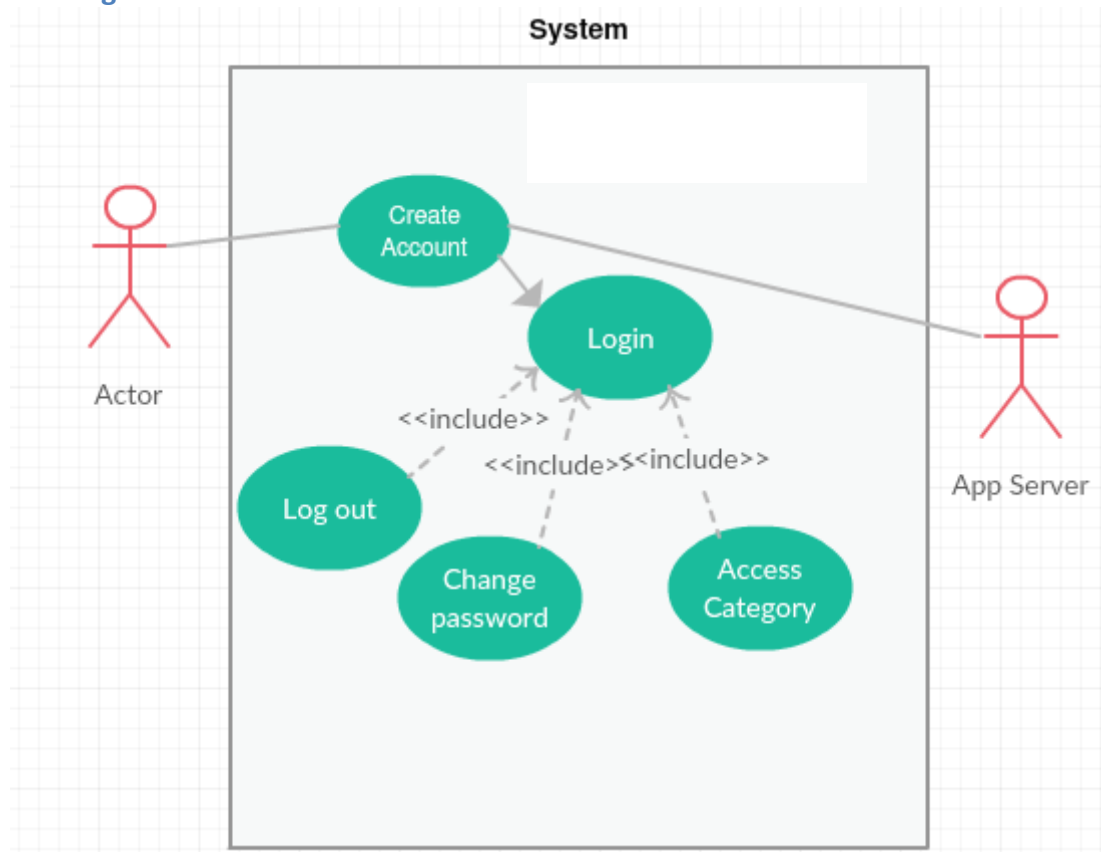 System
Create
Account
Login
Actor
<<include>>
<<include>>
<<include>>
App Server
Log out
Change
password
Access
Category